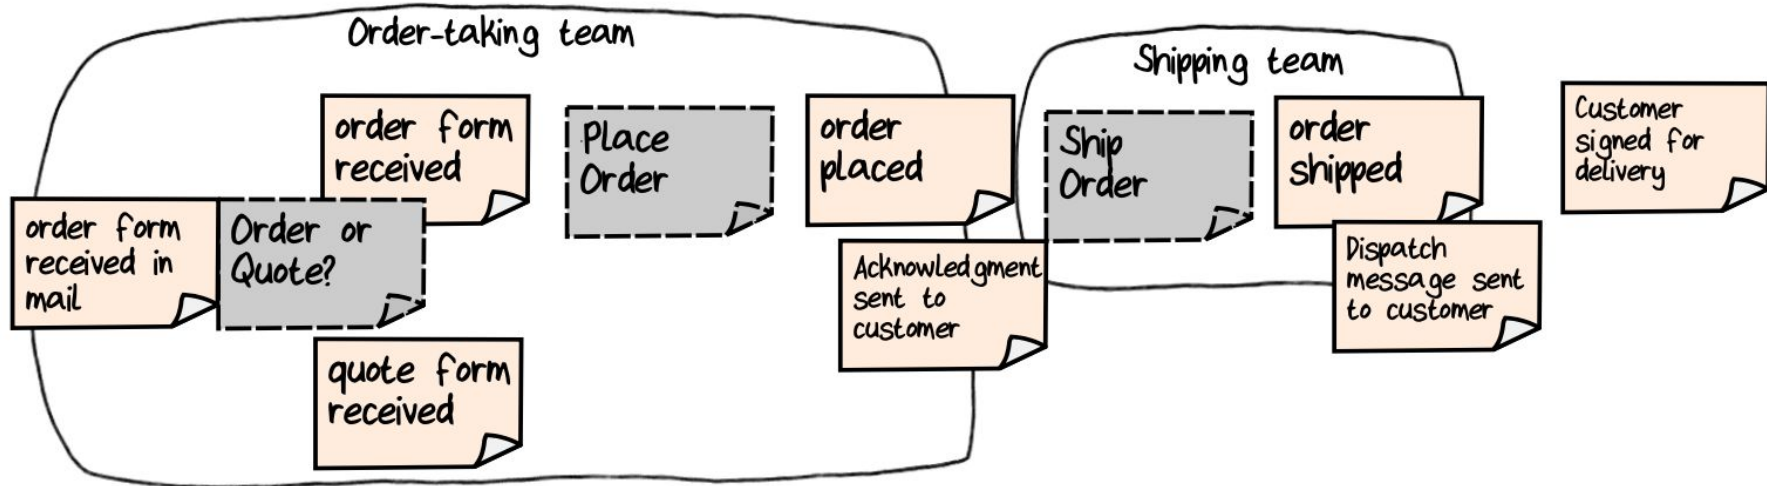 Order-taking team
Shipping team
order form
received
Place
Order
order
placed
Ship
Order
order
shipped
Customer
signed for
delivery
order form
received in
mail
Order or
Quote?
Acknowledgment
sent to
customer
Dispatch
message sent
to customer
quote form
received